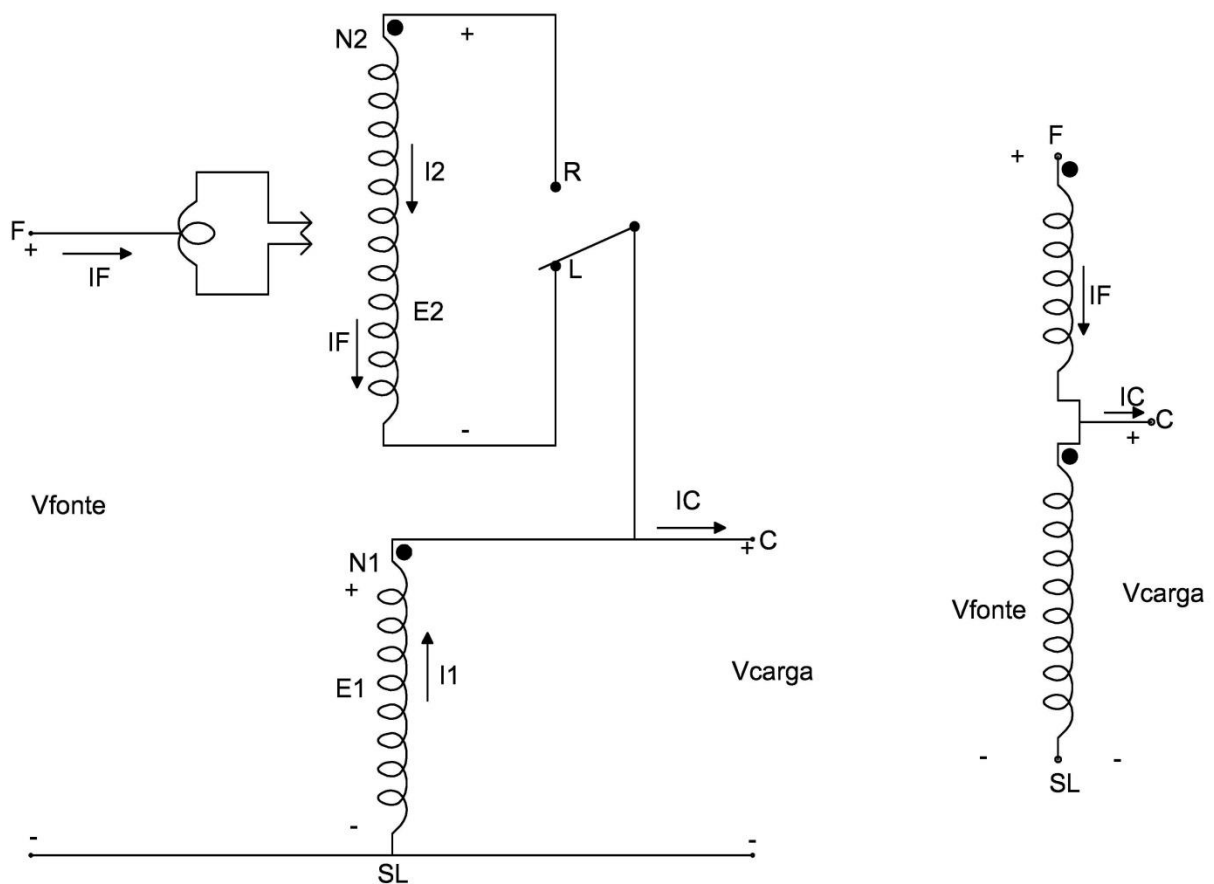 N2
+
R
I2
F
+
IF
L
E2
IF
-
Vfonte
IC
+
C
N1
+
E1
I1
Vcarga
-
-
-
SL
F
+
IF
IC
+
C
Vfonte
Vcarga
-
-
SL